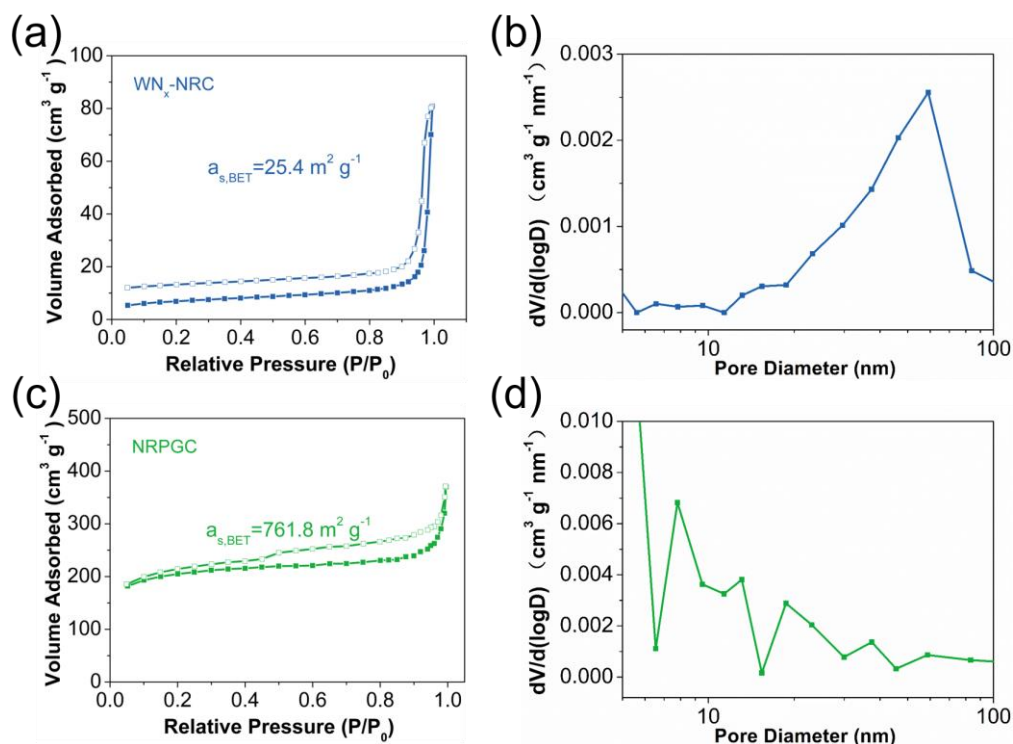 (a)
Volume Adsorbed (cm³ g⁻¹)
100
80
60
40
20
0
WNₓ-NRC
aₛ,BET=25.4 m² g⁻¹
0.0 0.2 0.4 0.6 0.8 1.0
Relative Pressure (P/P₀)
(b)
dV/d(logD) （cm³ g⁻¹ nm⁻¹)
0.003
0.002
0.001
0.000
10 100
Pore Diameter (nm)
(c)
Volume Adsorbed (cm³ g⁻¹)
500
400
300
200
100
0
NRPGC
aₛ,BET=761.8 m² g⁻¹
0.0 0.2 0.4 0.6 0.8 1.0
Relative Pressure (P/P₀)
(d)
dV/d(logD) （cm³ g⁻¹ nm⁻¹)
0.010
0.008
0.006
0.004
0.002
0.000
10 100
Pore Diameter (nm)